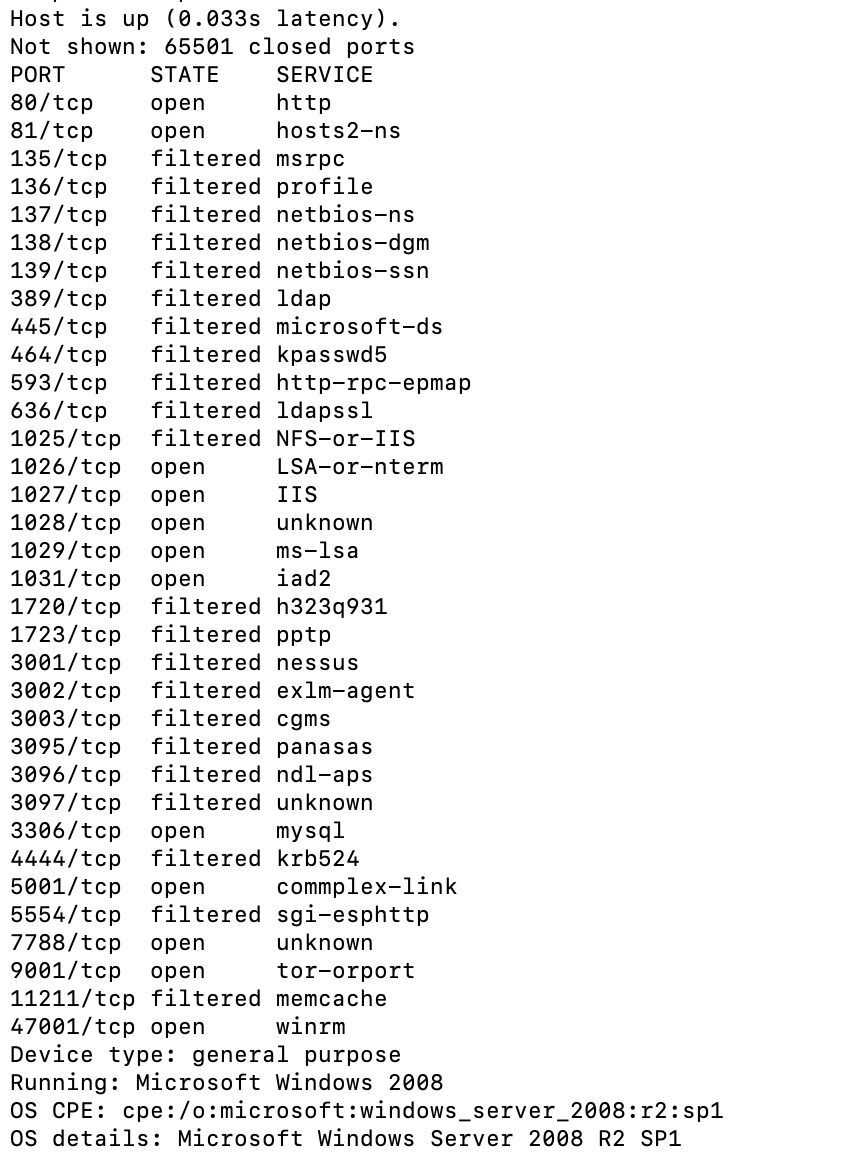 Host is up (0.033s latency).
Not shown: 65501 closed ports
PORT      STATE    SERVICE
80/tcp    open     http
81/tcp    open     hosts2-ns
135/tcp   filtered msrpc
136/tcp   filtered profile
137/tcp   filtered netbios-ns
138/tcp   filtered netbios-dgm
139/tcp   filtered netbios-ssn
389/tcp   filtered ldap
445/tcp   filtered microsoft-ds
464/tcp   filtered kpasswd5
593/tcp   filtered http-rpc-epmap
636/tcp   filtered ldapssl
1025/tcp  filtered NFS-or-IIS
1026/tcp  open     LSA-or-nterm
1027/tcp  open     IIS
1028/tcp  open     unknown
1029/tcp  open     ms-lsa
1031/tcp  open     iad2
1720/tcp  filtered h323q931
1723/tcp  filtered pptp
3001/tcp  filtered nessus
3002/tcp  filtered exlm-agent
3003/tcp  filtered cgms
3095/tcp  filtered panasas
3096/tcp  filtered ndl-aps
3097/tcp  filtered unknown
3306/tcp  open     mysql
4444/tcp  filtered krb524
5001/tcp  open     commplex-link
5554/tcp  filtered sgi-esphttp
7788/tcp  open     unknown
9001/tcp  open     tor-orport
11211/tcp filtered memcache
47001/tcp open     winrm
Device type: general purpose
Running: Microsoft Windows 2008
OS CPE: cpe:/o:microsoft:windows_server_2008:r2:sp1
OS details: Microsoft Windows Server 2008 R2 SP1